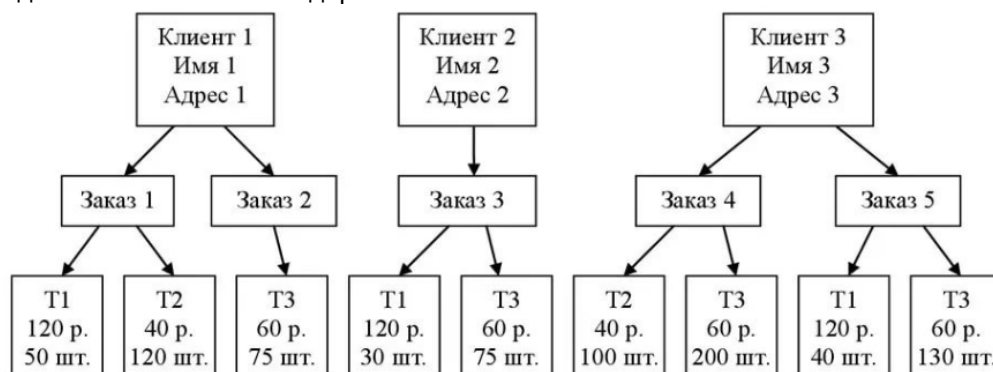 Клиент 1
Имя 1
Адрес 1
Клиент 2
Имя 2
Адрес 2
Клиент 3
Имя 3
Адрес 3
Заказ 1
Заказ 2
Заказ 3
Заказ 4
Заказ 5
Т1
120 р.
50 шт.
Т2
40 р.
120 шт.
Т3
60 р.
75 шт.
Т1
120 р.
30 шт.
Т3
60 р.
75 шт.
Т2
40 р.
100 шт.
Т3
60 р.
200 шт.
Т1
120 р.
40 шт.
Т3
60 р.
130 шт.